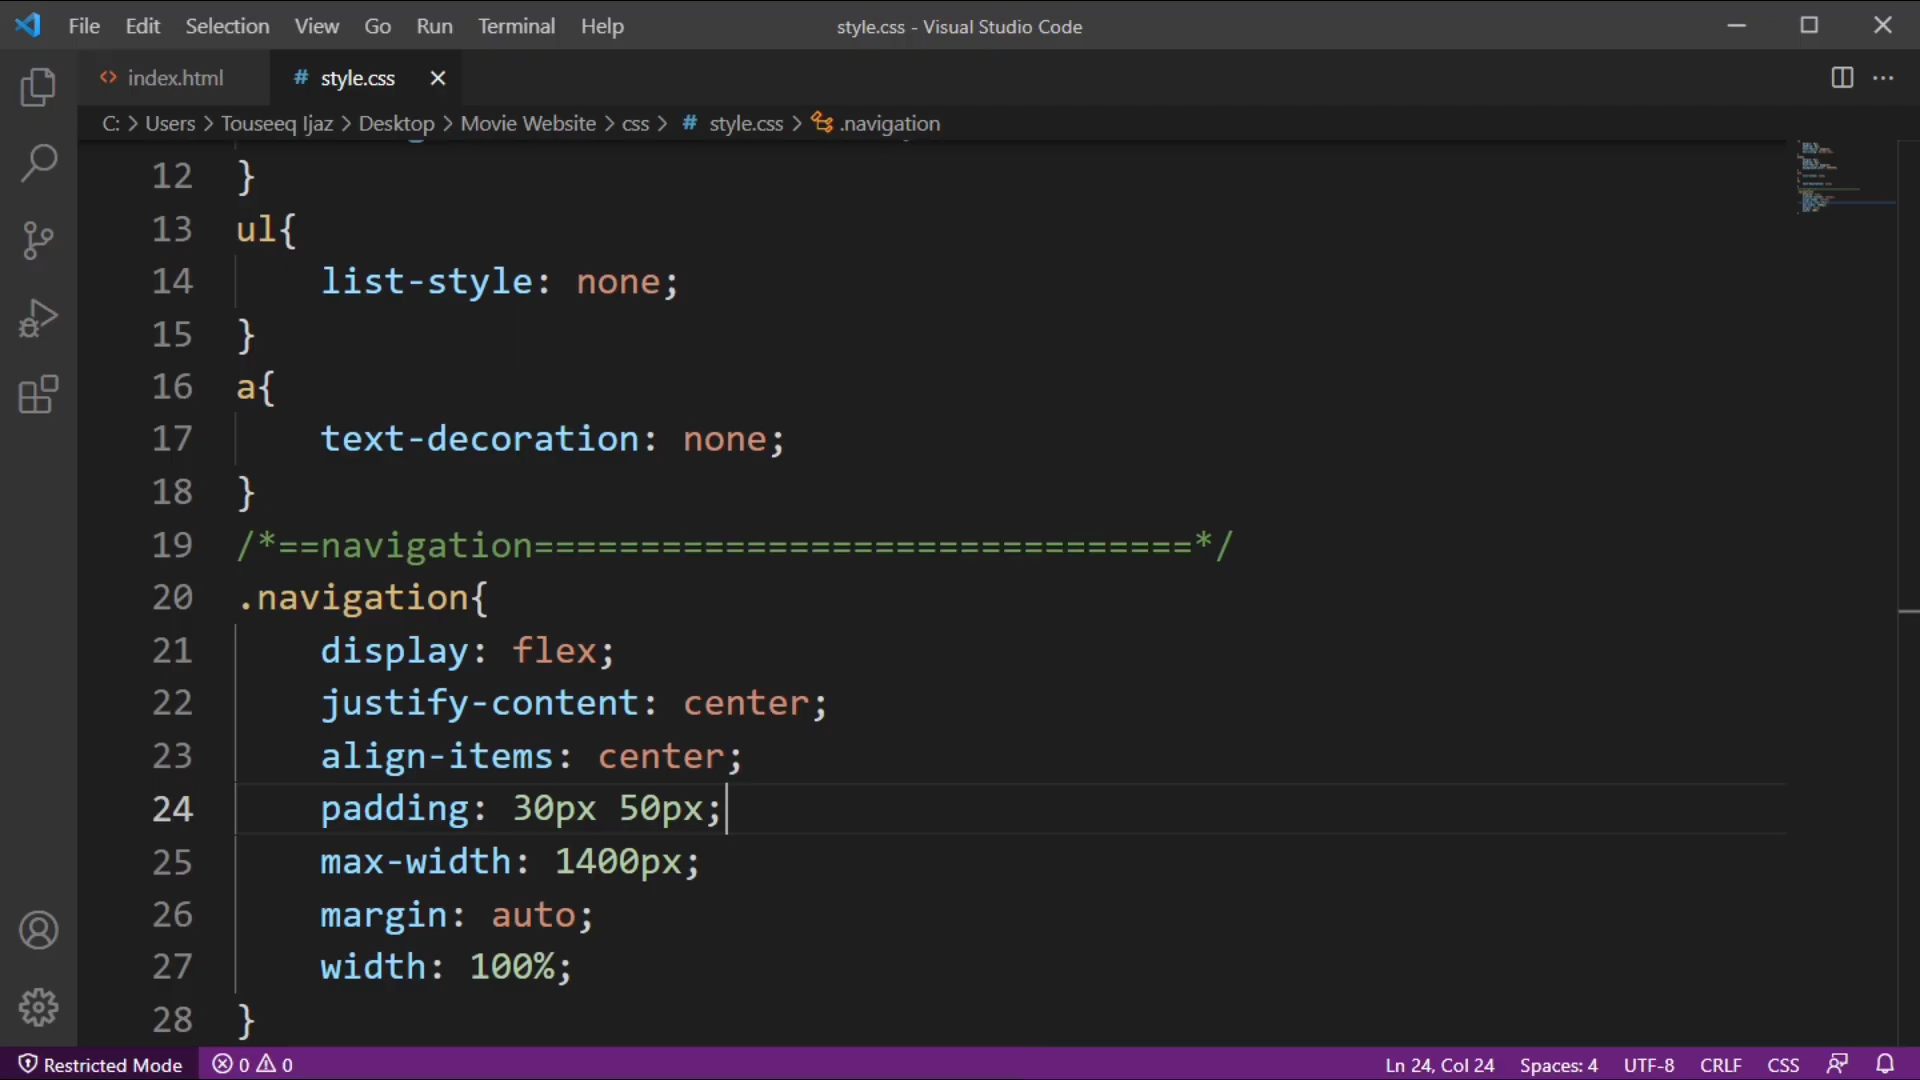 File Edit Selection View Go Run Terminal Help style.css - Visual Studio Code
index.html # style.css
C: > Users > Touseeq Ijaz > Desktop > Movie Website > css > # style.css > .navigation
12 }
13 ul{
14 list-style: none;
15 }
16 a{
17 text-decoration: none;
18 }
19 /*==navigation===============================*/
20 .navigation{
21 display: flex;
22 justify-content: center;
23 align-items: center;
24 padding: 30px 50px;
25 max-width: 1400px;
26 margin: auto;
27 width: 100%;
28 }
Restricted Mode 0 0 Ln 24, Col 24 Spaces: 4 UTF-8 CRLF CSS